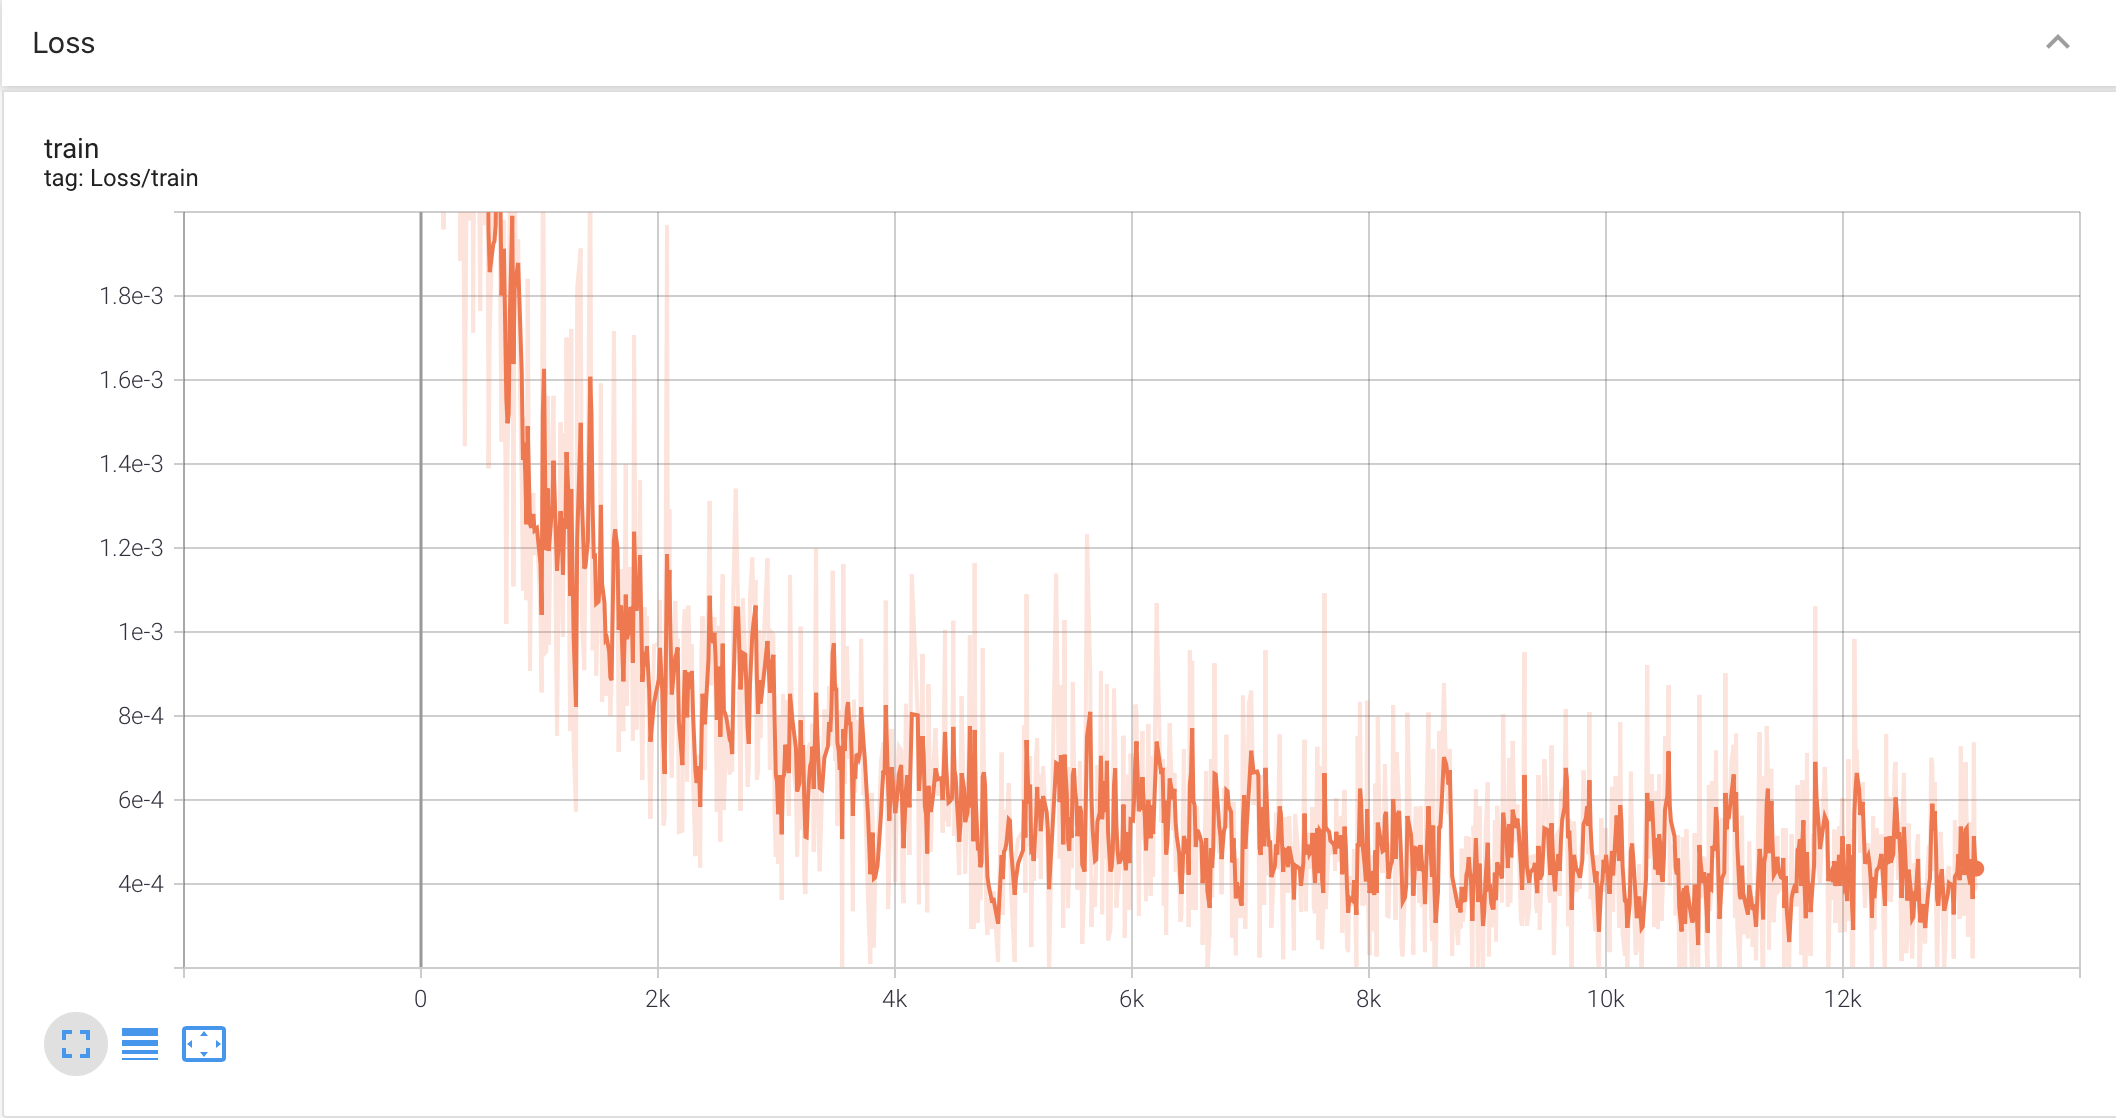 Loss
train
tag: Loss/train
1.8e-3
1.6e-3
1.4e-3
1.2e-3
1e-3
8e-4
6e-4
4e-4
0 2k 4k 6k 8k 10k 12k